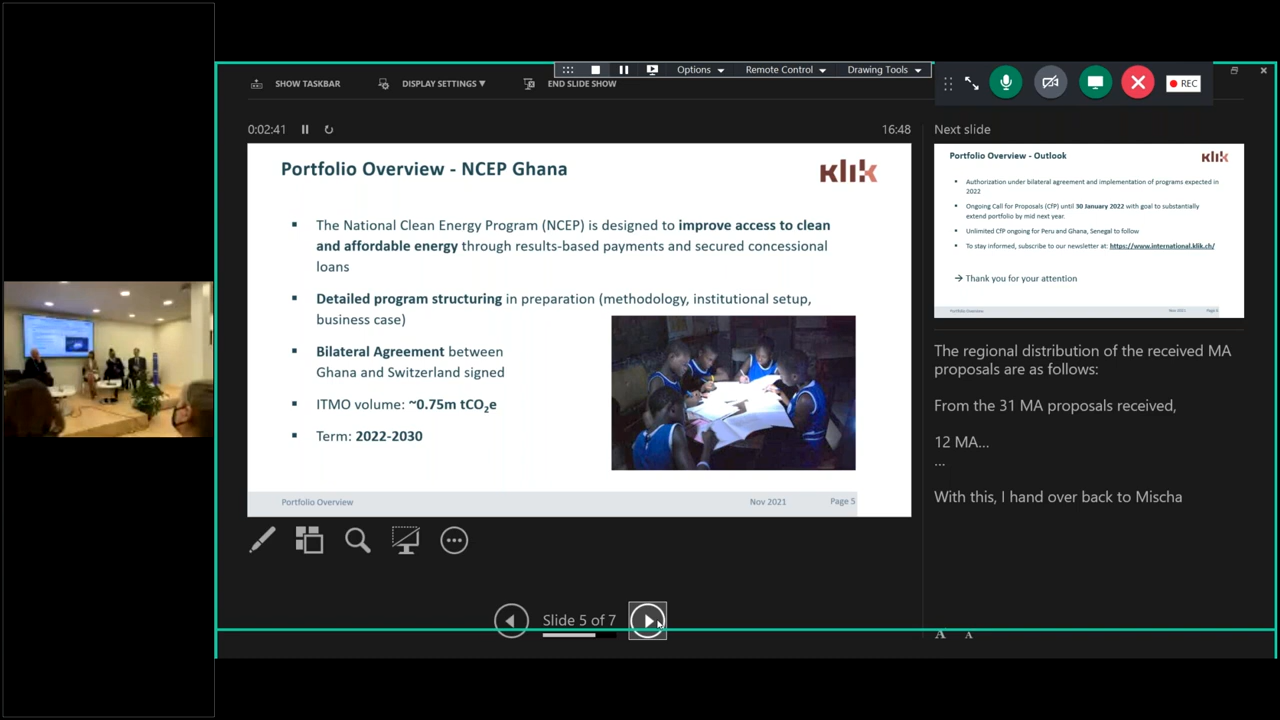 Options
Remote Control
Drawing Tools
SHOW TASKBAR
DISPLAY SETTINGS ▼
END SLIDE SHOW
REC
0:02:41
16:48
Portfolio Overview - NCEP Ghana
klik
▪ The National Clean Energy Program (NCEP) is designed to improve access to clean
and affordable energy through results-based payments and secured concessional
loans
▪ Detailed program structuring in preparation (methodology, institutional setup,
business case)
▪ Bilateral Agreement between
Ghana and Switzerland signed
▪ ITMO volume: ~0.75m tCO₂e
▪ Term: 2022-2030
Portfolio Overview
Nov 2021
Page 5
Slide 5 of 7
Next slide
Portfolio Overview - Outlook
klik
▪ Authorization under bilateral agreement and implementation of programs expected in
2022
▪ Ongoing Call for Proposals (CfP) until 30 January 2022 with goal to substantially
extend portfolio by mid next year.
▪ Unlimited CfP ongoing for Peru and Ghana, Senegal to follow
▪ To stay informed, subscribe to our newsletter at: https://www.international.klik.ch/
→ Thank you for your attention
Portfolio Overview
Nov 2021
Page 6
The regional distribution of the received MA
proposals are as follows:
From the 31 MA proposals received,
12 MA...
...
With this, I hand over back to Mischa
A A